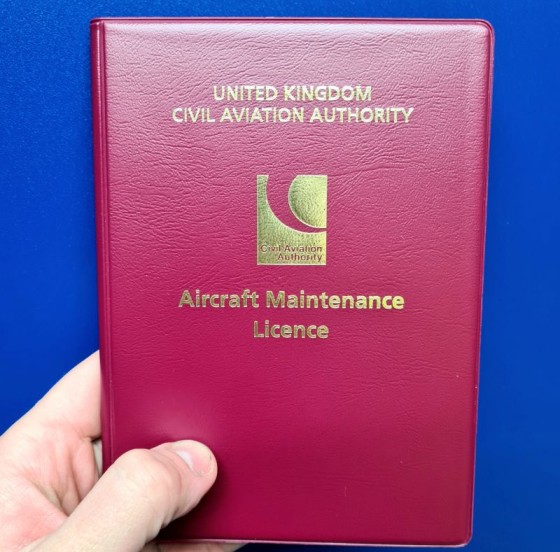 UNITED KINGDOM
CIVIL AVIATION AUTHORITY
Civil Aviation
Authority
Aircraft Maintenance
Licence